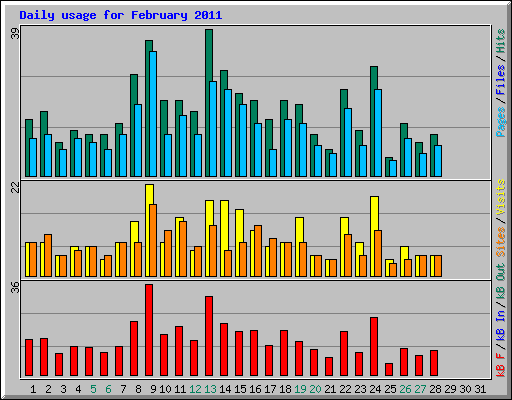 Daily usage for February 2011
39
Pages / Files / Hits
22
Sites / Visits
36
kB F / kB In / kB Out
1 2 3 4 5 6 7 8 9 10 11 12 13 14 15 16 17 18 19 20 21 22 23 24 25 26 27 28 29 30 31